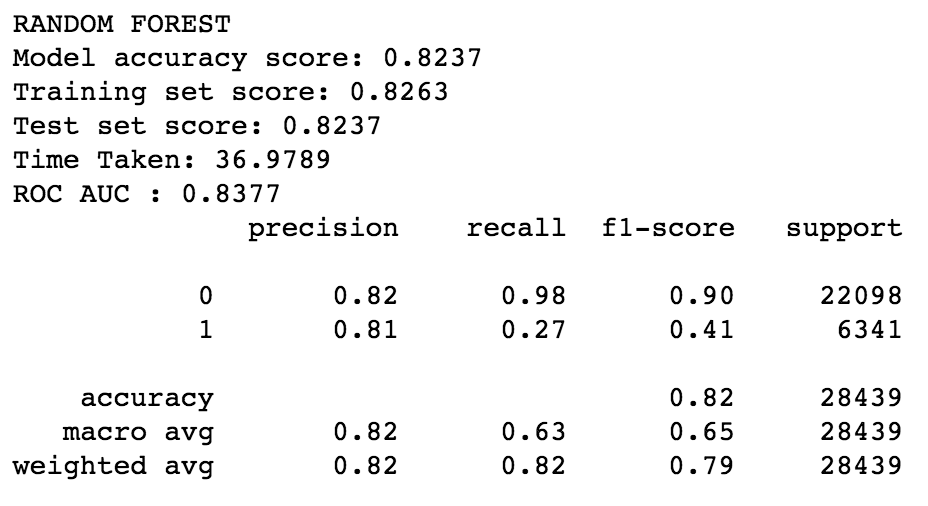 RANDOM FOREST
Model accuracy score: 0.8237
Training set score: 0.8263
Test set score: 0.8237
Time Taken: 36.9789
ROC AUC : 0.8377
precision recall f1-score support
0 0.82 0.98 0.90 22098
1 0.81 0.27 0.41 6341
accuracy 0.82 28439
macro avg 0.82 0.63 0.65 28439
weighted avg 0.82 0.82 0.79 28439